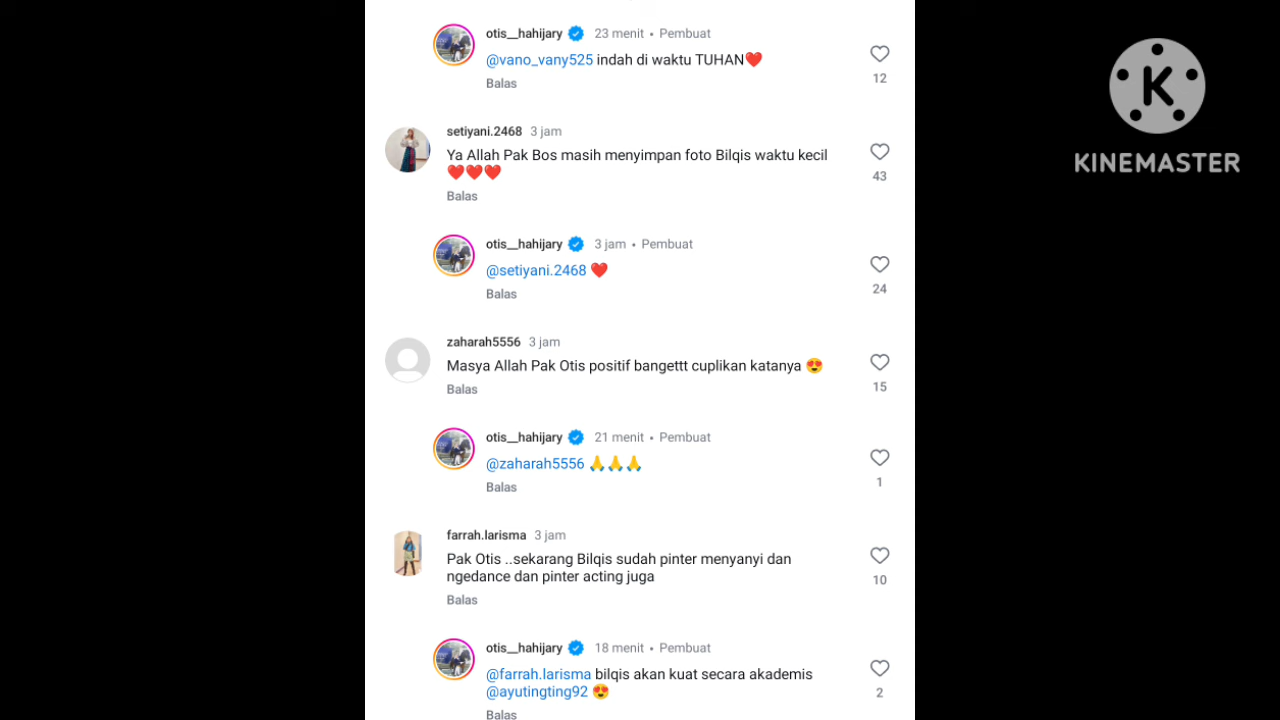 otis__hahijary 23 menit • Pembuat
@vano_vany525 indah di waktu TUHAN❤️
12
Balas
setiyani.2468 3 jam
Ya Allah Pak Bos masih menyimpan foto Bilqis waktu kecil
❤️❤️❤️
43
Balas
otis__hahijary 3 jam • Pembuat
@setiyani.2468 ❤️
24
Balas
zaharah5556 3 jam
Masya Allah Pak Otis positif bangettt cuplikan katanya 😍
15
Balas
otis__hahijary 21 menit • Pembuat
@zaharah5556 🙏🙏🙏
1
Balas
farrah.larisma 3 jam
Pak Otis ..sekarang Bilqis sudah pinter menyanyi dan
ngedance dan pinter acting juga
10
Balas
otis__hahijary 18 menit • Pembuat
@farrah.larisma bilqis akan kuat secara akademis
@ayutingting92 😍
2
Balas
K
KINEMASTER